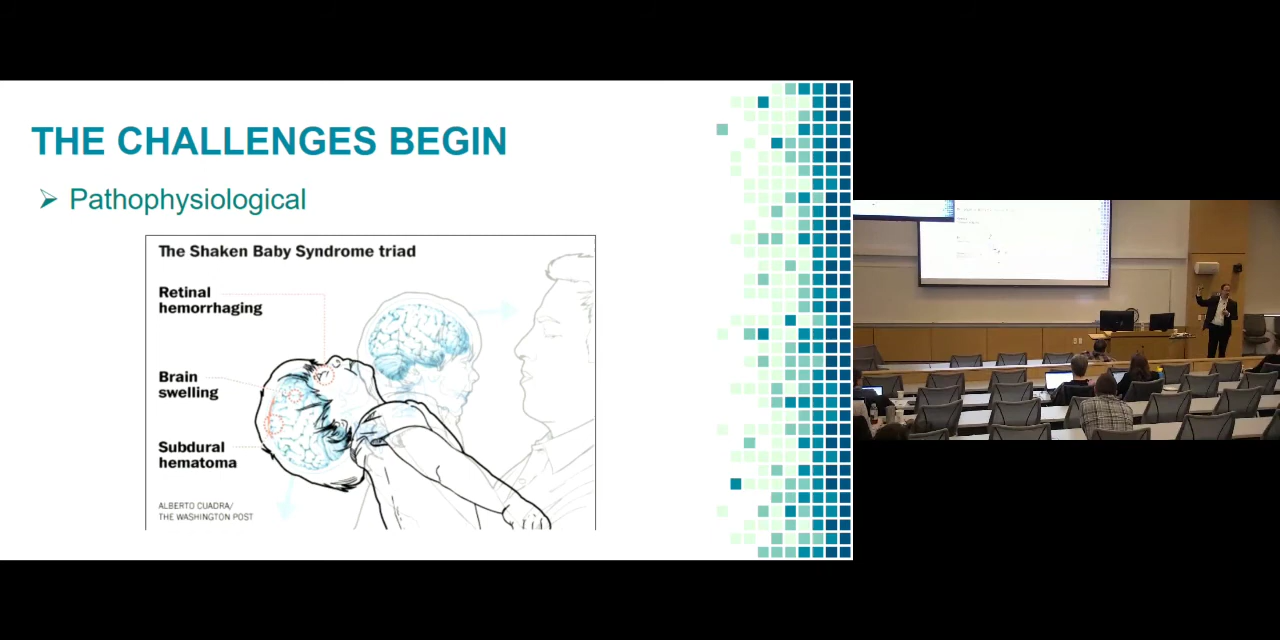 THE CHALLENGES BEGIN
➢ Pathophysiological
The Shaken Baby Syndrome triad
Retinal
hemorrhaging
Brain
swelling
Subdural
hematoma
ALBERTO CUADRA/
THE WASHINGTON POST